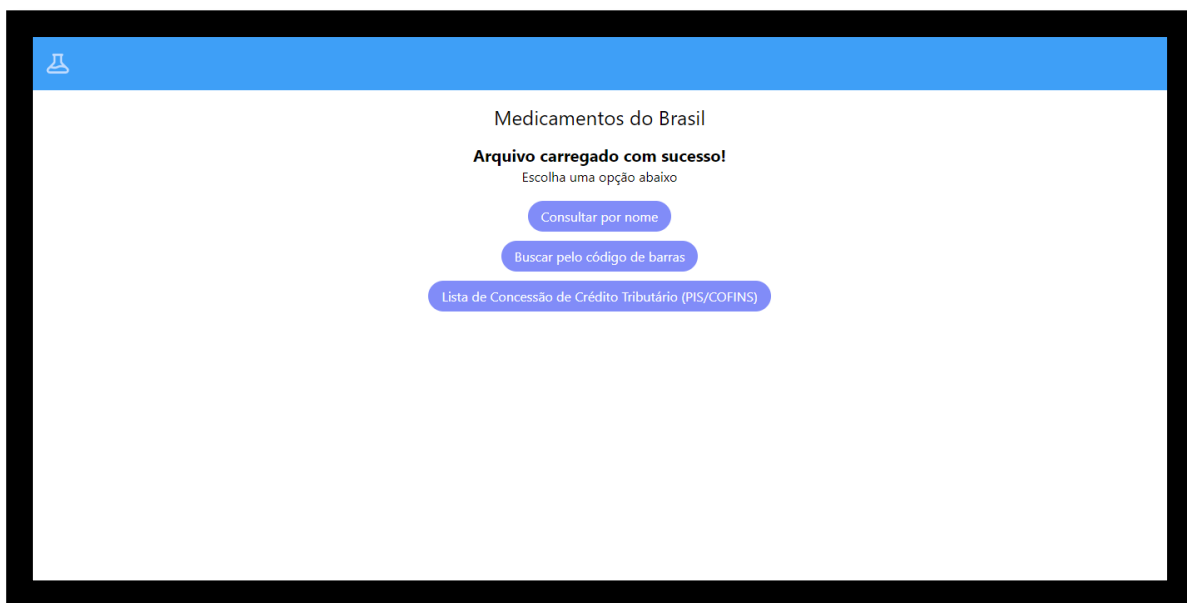 Medicamentos do Brasil
Arquivo carregado com sucesso!
Escolha uma opção abaixo
Consultar por nome
Buscar pelo código de barras
Lista de Concessão de Crédito Tributário (PIS/COFINS)